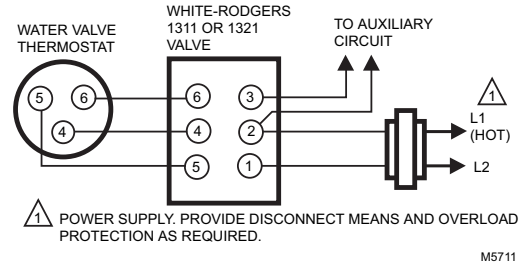 WHITE-RODGERS
1311 OR 1321
VALVE
WATER VALVE
THERMOSTAT
TO AUXILIARY
CIRCUIT
5
6
4
6
4
5
3
2
1
1
L1
(HOT)
L2
1 POWER SUPPLY. PROVIDE DISCONNECT MEANS AND OVERLOAD
PROTECTION AS REQUIRED.
M5711